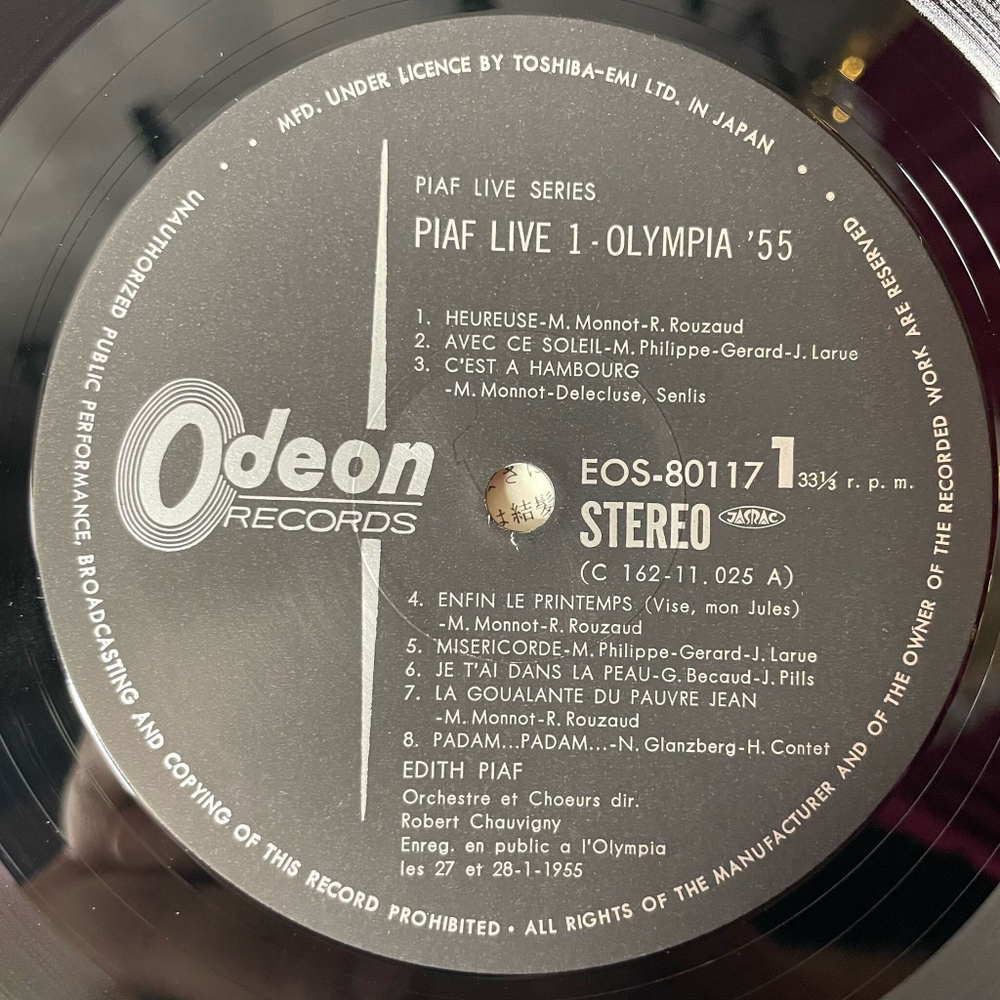 MFD. UNDER LICENCE BY TOSHIBA-EMI LTD. IN JAPAN
PIAF LIVE SERIES
PIAF LIVE 1 - OLYMPIA '55
1. HEUREUSE-M. Monnot-R. Rouzaud
2. AVEC CE SOLEIL-M. Philippe-Gerard-J. Larue
3. C'EST A HAMBOURG
-M. Monnot-Delecluse, Senlis
Odeon
RECORDS
EOS-80117 1 33⅓ r. p. m.
STEREO JASRAC
(C 162-11. 025 A)
4. ENFIN LE PRINTEMPS (Vise, mon Jules)
-M. Monnot-R. Rouzaud
5. MISERICORDE-M. Philippe-Gerard-J. Larue
6. JE T'AI DANS LA PEAU-G. Becaud-J. Pills
7. LA GOUALANTE DU PAUVRE JEAN
-M. Monnot-R. Rouzaud
8. PADAM...PADAM...-N. Glanzberg-H. Contet
EDITH PIAF
Orchestre et Choeurs dir.
Robert Chauvigny
Enreg. en public a l'Olympia
les 27 et 28-1-1955
UNAUTHORIZED PUBLIC PERFORMANCE, BROADCASTING AND COPYING OF THIS RECORD PROHIBITED • ALL RIGHTS OF THE MANUFACTURER AND OF THE OWNER OF THE RECORDED WORK ARE RESERVED
は結髪